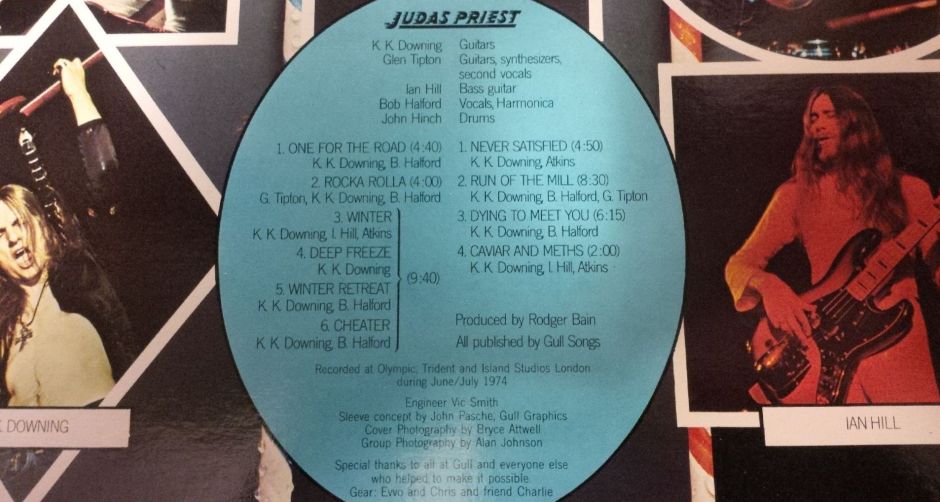 JUDAS PRIEST
K. K. Downing Guitars
Glen Tipton Guitars, synthesizers,
second vocals
Ian Hill Bass guitar
Bob Halford Vocals, Harmonica
John Hinch Drums
1. ONE FOR THE ROAD (4:40)
K. K. Downing, B. Halford
2. ROCKA ROLLA (4:00)
G. Tipton, K. K. Downing, B. Halford
3. WINTER
K. K. Downing, I. Hill, Atkins
4. DEEP FREEZE
K. K. Downing
(9:40)
5. WINTER RETREAT
K. K. Downing, B. Halford
6. CHEATER
K. K. Downing, B. Halford
1. NEVER SATISFIED (4:50)
K. K. Downing, Atkins
2. RUN OF THE MILL (8:30)
K. K. Downing, B. Halford, G. Tipton
3. DYING TO MEET YOU (6:15)
K. K. Downing, B. Halford
4. CAVIAR AND METHS (2:00)
K. K. Downing, I. Hill, Atkins
Produced by Rodger Bain
All published by Gull Songs
Recorded at Olympic, Trident and Island Studios London
during June/July 1974
Engineer Vic Smith
Sleeve concept by John Pasche, Gull Graphics
Cover Photography by Bryce Attwell
Group Photography by Alan Johnson
Special thanks to all at Gull and everyone else
who helped to make it possible
Gear: Ewo and Chris and friend Charlie
K. DOWNING
IAN HILL